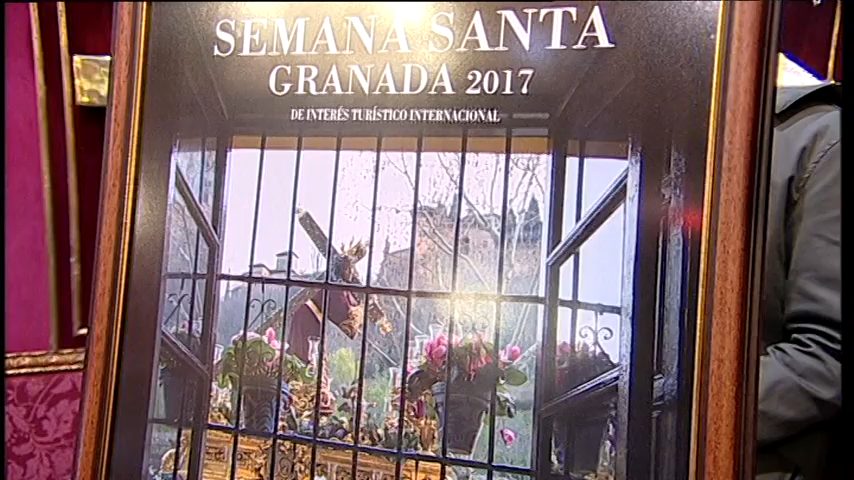 SEMANA SANTA
GRANADA 2017
DE INTERÉS TURÍSTICO INTERNACIONAL